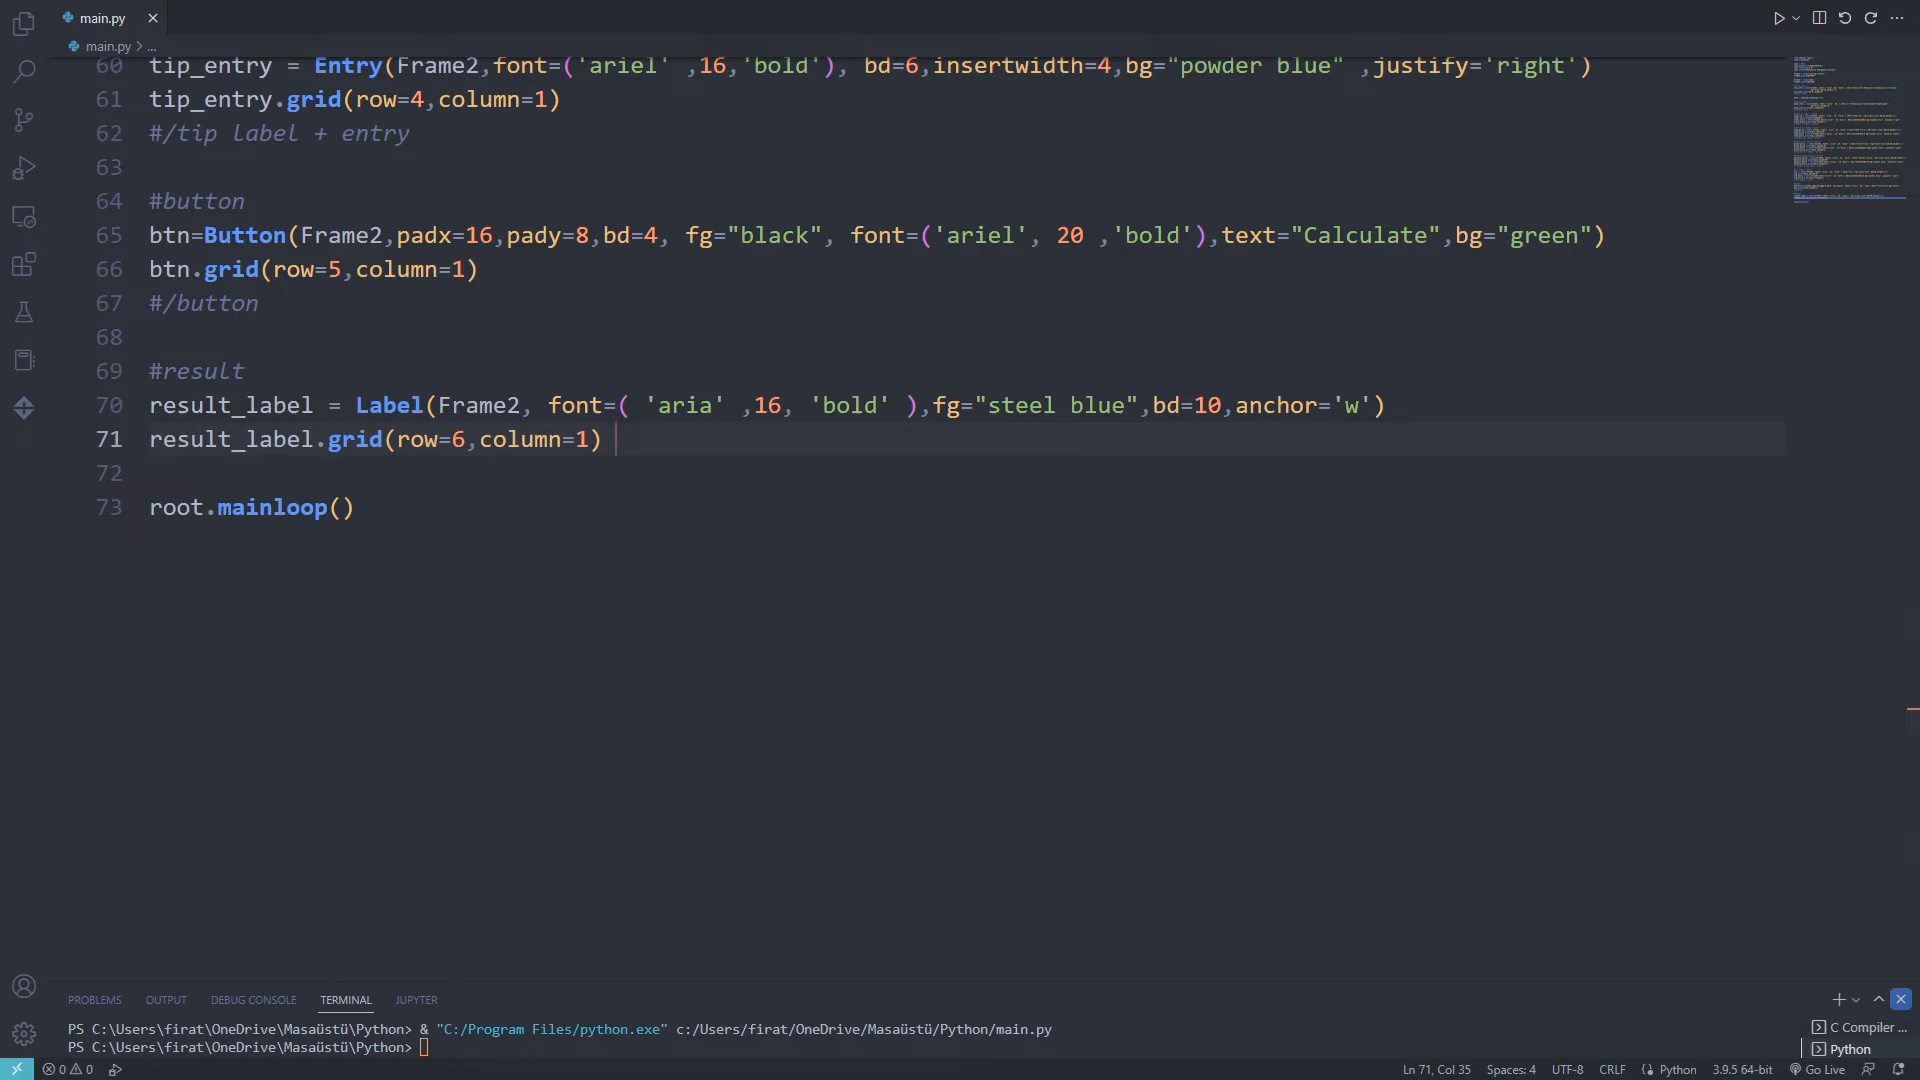 main.py
main.py > ...
60 tip_entry = Entry(Frame2,font=('ariel' ,16,'bold'), bd=6,insertwidth=4,bg="powder blue" ,justify='right')
61 tip_entry.grid(row=4,column=1)
62 #/tip label + entry
63
64 #button
65 btn=Button(Frame2,padx=16,pady=8,bd=4, fg="black", font=('ariel', 20 ,'bold'),text="Calculate",bg="green")
66 btn.grid(row=5,column=1)
67 #/button
68
69 #result
70 result_label = Label(Frame2, font=( 'aria' ,16, 'bold' ),fg="steel blue",bd=10,anchor='w')
71 result_label.grid(row=6,column=1)
72
73 root.mainloop()
PROBLEMS OUTPUT DEBUG CONSOLE TERMINAL JUPYTER
PS C:\Users\firat\OneDrive\Masaüstü\Python> & "C:/Program Files/python.exe" c:/Users/firat/OneDrive/Masaüstü/Python/main.py
PS C:\Users\firat\OneDrive\Masaüstü\Python>
C Compiler ...
Python
0 0 Ln 71, Col 35 Spaces: 4 UTF-8 CRLF Python 3.9.5 64-bit Go Live